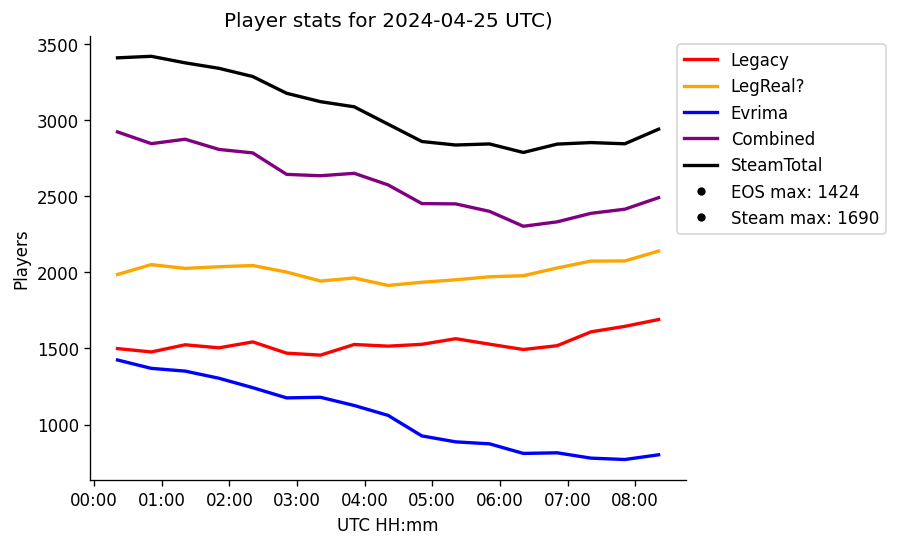 Player stats for 2024-04-25 UTC)
3500
3000
2500
2000
1500
1000
Players
00:00 01:00 02:00 03:00 04:00 05:00 06:00 07:00 08:00
UTC HH:mm
Legacy
LegReal?
Evrima
Combined
SteamTotal
EOS max: 1424
Steam max: 1690